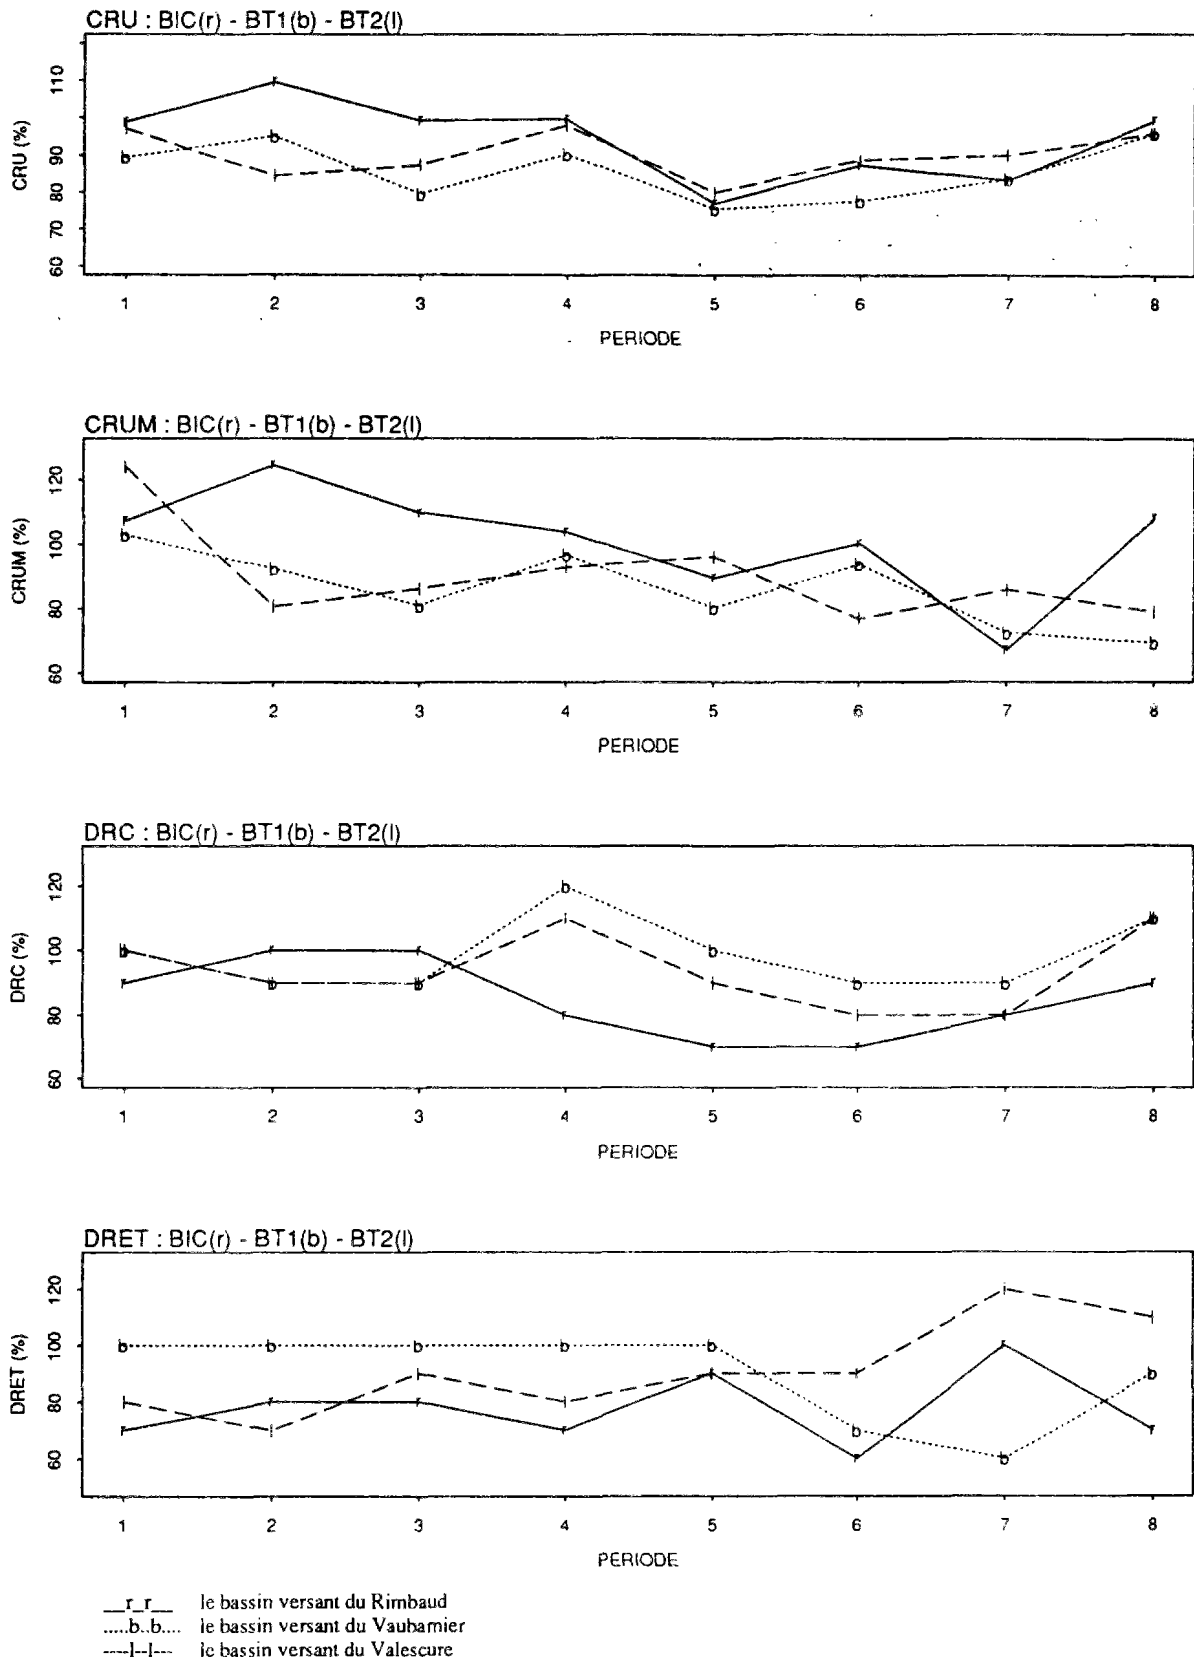 CRU : BIC(r) - BT1(b) - BT2(l)
CRU (%)
110
90
80
70
60
1 2 3 4 5 6 7 8
PERIODE
CRUM : BIC(r) - BT1(b) - BT2(l)
CRUM (%)
120
100
80
60
1 2 3 4 5 6 7 8
PERIODE
DRC : BIC(r) - BT1(b) - BT2(l)
DRC (%)
120
100
80
60
1 2 3 4 5 6 7 8
PERIODE
DRET : BIC(r) - BT1(b) - BT2(l)
DRET (%)
120
100
80
60
1 2 3 4 5 6 7 8
PERIODE
__r_r__ le bassin versant du Rimbaud
.....b..b.... le bassin versant du Vaubarnier
----l--l--- le bassin versant du Valescure